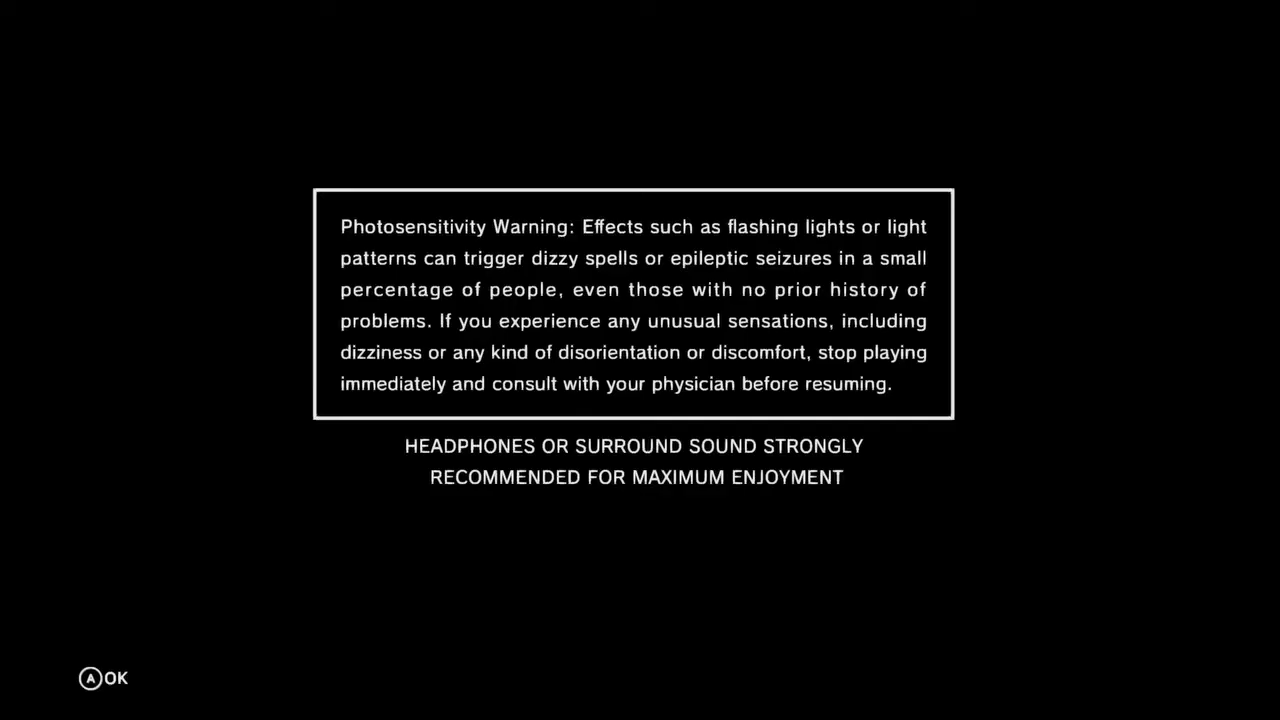 Photosensitivity Warning: Effects such as flashing lights or light
patterns can trigger dizzy spells or epileptic seizures in a small
percentage of people, even those with no prior history of
problems. If you experience any unusual sensations, including
dizziness or any kind of disorientation or discomfort, stop playing
immediately and consult with your physician before resuming.
HEADPHONES OR SURROUND SOUND STRONGLY
RECOMMENDED FOR MAXIMUM ENJOYMENT
A OK